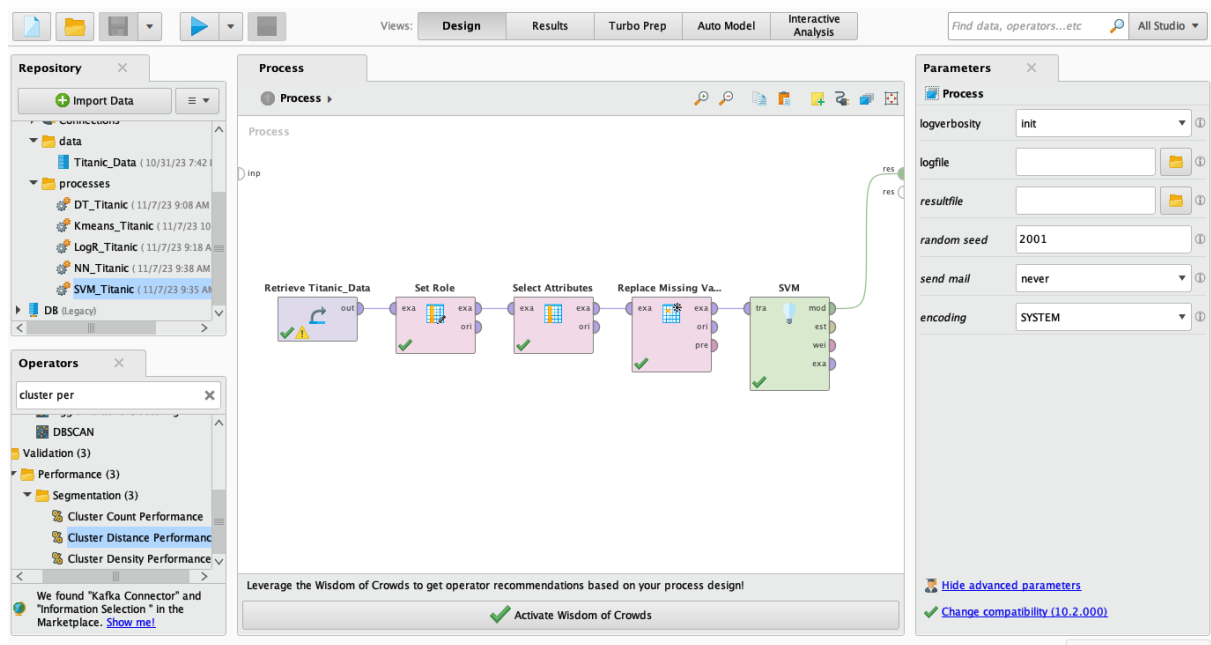 Views:
Design
Results
Turbo Prep
Auto Model
Interactive
Analysis
Find data, operators...etc
All Studio
Repository
Import Data
Connections
data
Titanic_Data (10/31/23 7:42
processes
DT_Titanic (11/7/23 9:08 AM
Kmeans_Titanic (11/7/23 10
LogR_Titanic (11/7/23 9:18 A
NN_Titanic (11/7/23 9:38 AM
SVM_Titanic (11/7/23 9:35 AM
DB (Legacy)
Operators
cluster per
DBSCAN
Validation (3)
Performance (3)
Segmentation (3)
Cluster Count Performance
Cluster Distance Performanc
Cluster Density Performance
We found "Kafka Connector" and
"Information Selection " in the
Marketplace. Show me!
Process
Process
Process
inp
res
res
Retrieve Titanic_Data
out
Set Role
exa exa
ori
Select Attributes
exa exa
ori
Replace Missing Va...
exa exa
ori
pre
SVM
tra mod
est
wei
exa
Leverage the Wisdom of Crowds to get operator recommendations based on your process design!
Activate Wisdom of Crowds
Parameters
Process
logverbosity init
logfile
resultfile
random seed 2001
send mail never
encoding SYSTEM
Hide advanced parameters
Change compatibility (10.2.000)